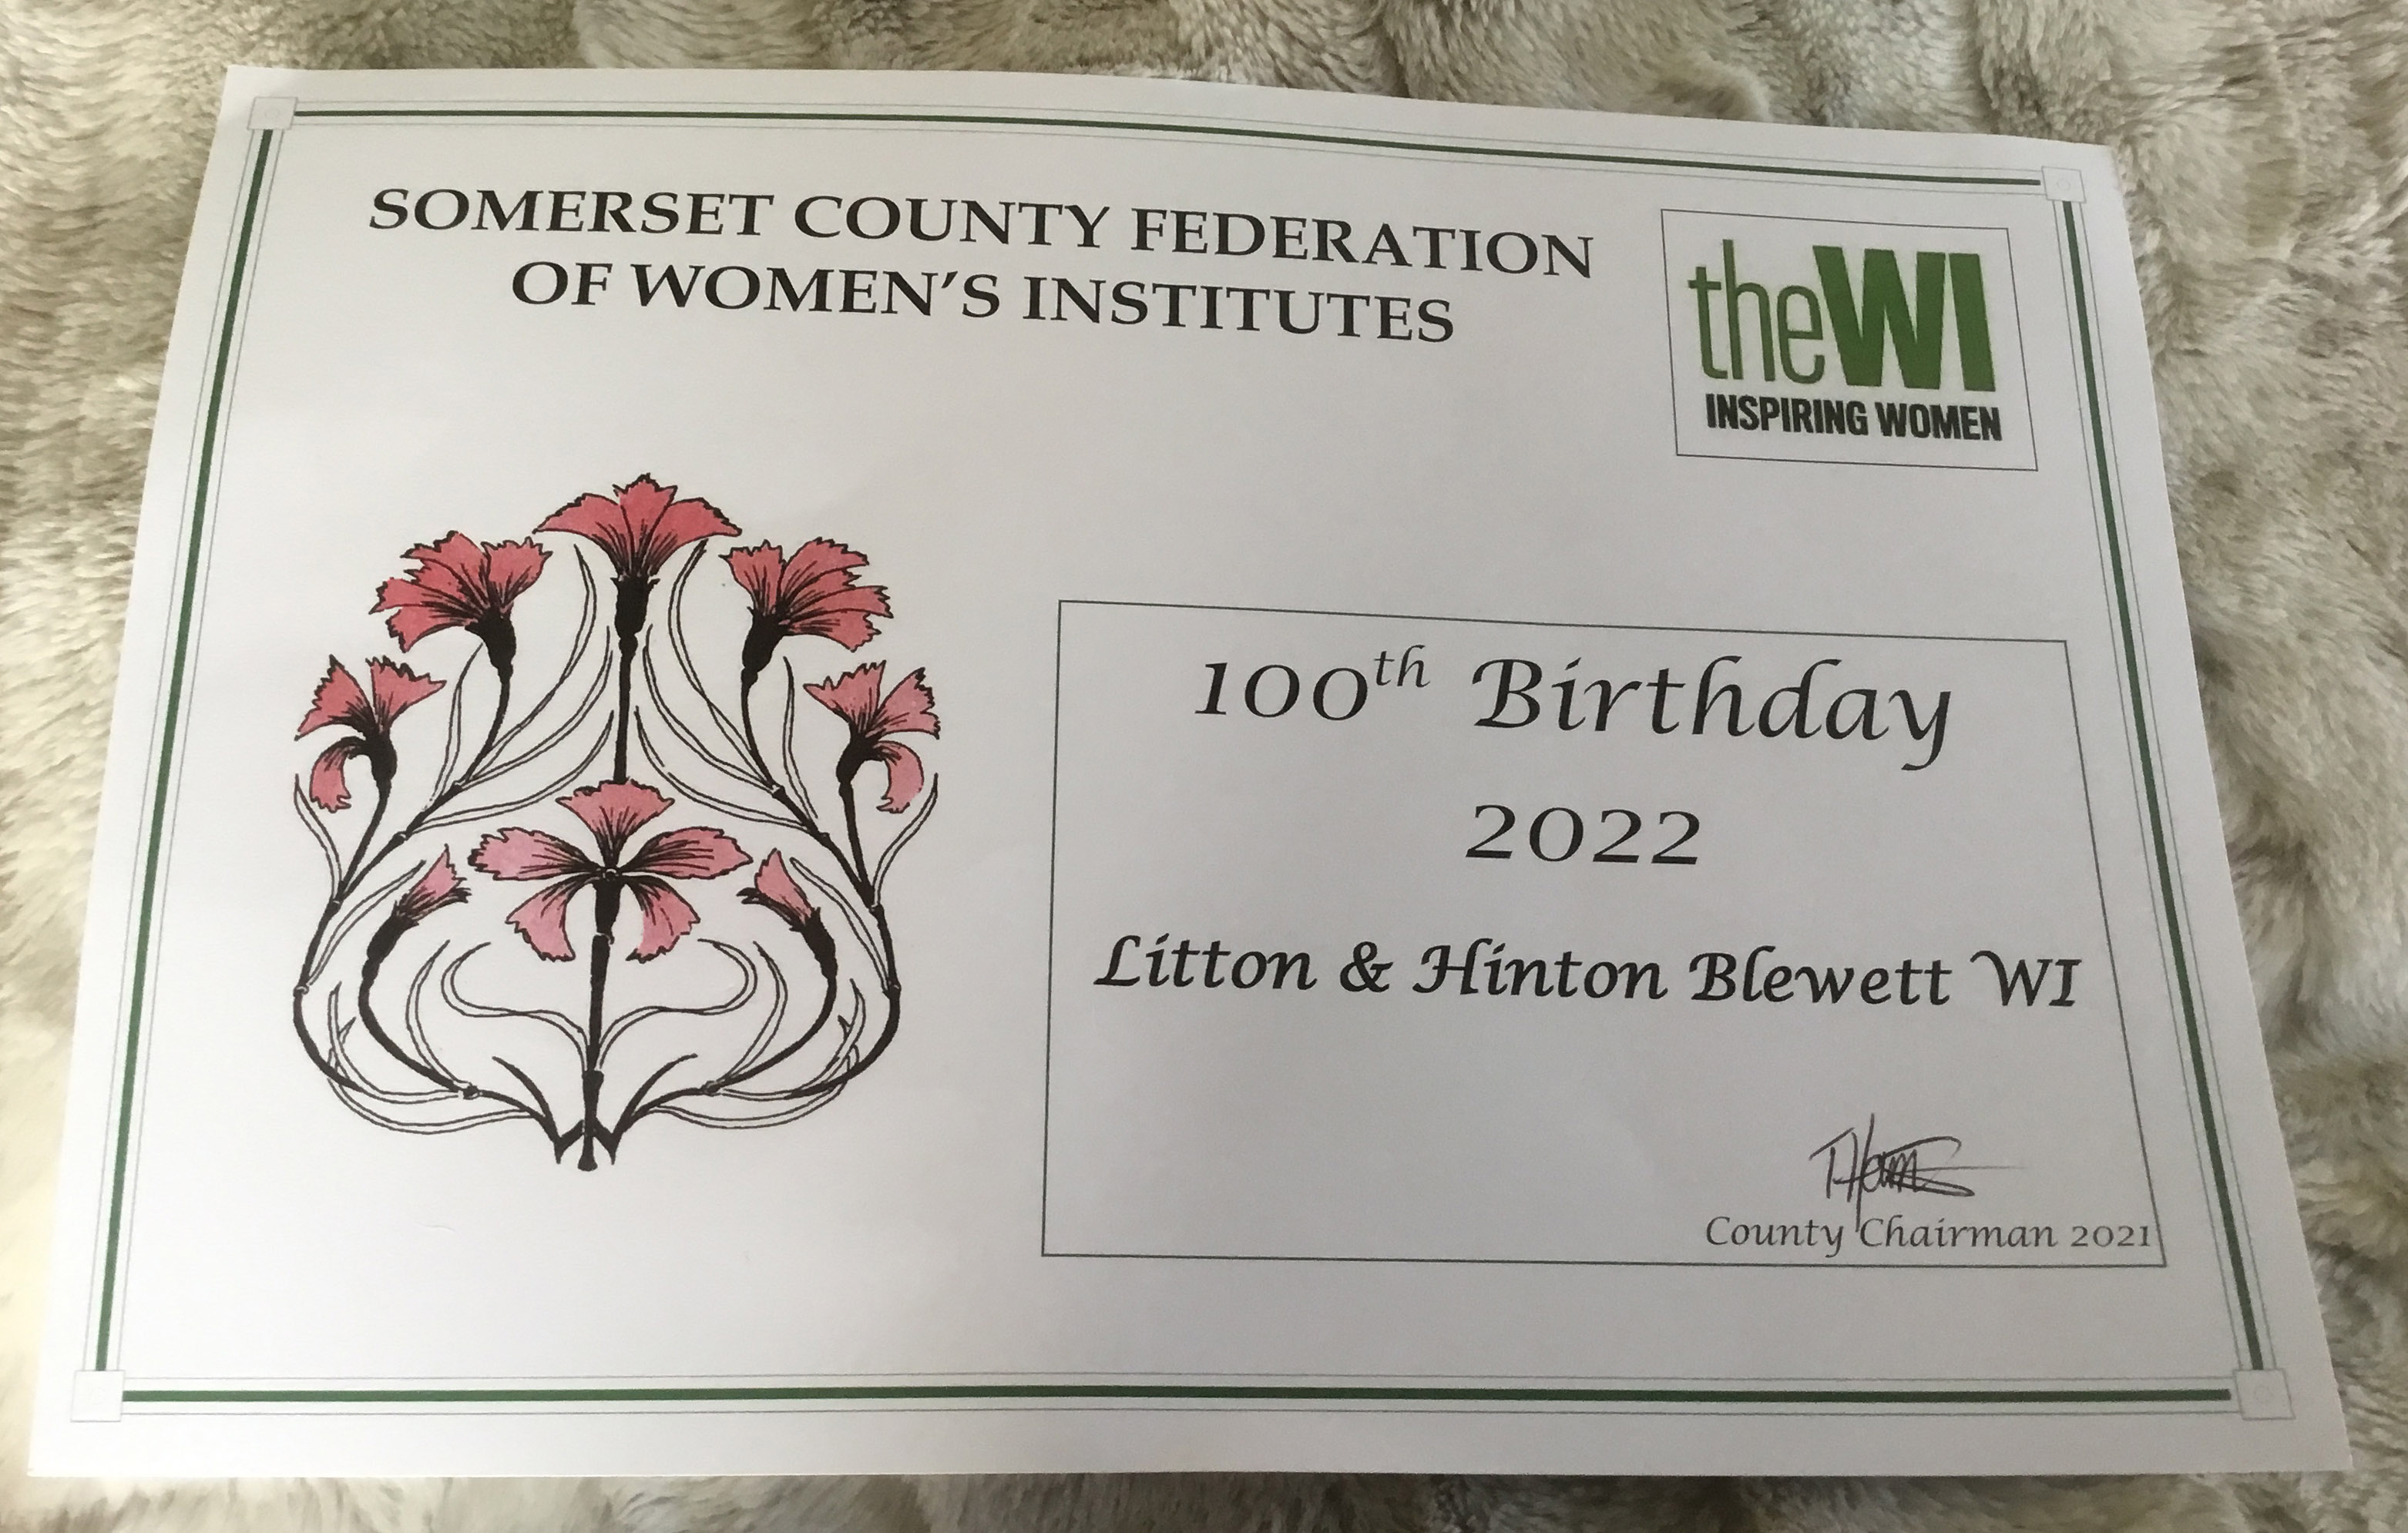 SOMERSET COUNTY FEDERATION
OF WOMEN'S INSTITUTES
theWI
INSPIRING WOMEN
100th Birthday
2022
Litton & Hinton Blewett WI
County Chairman 2021